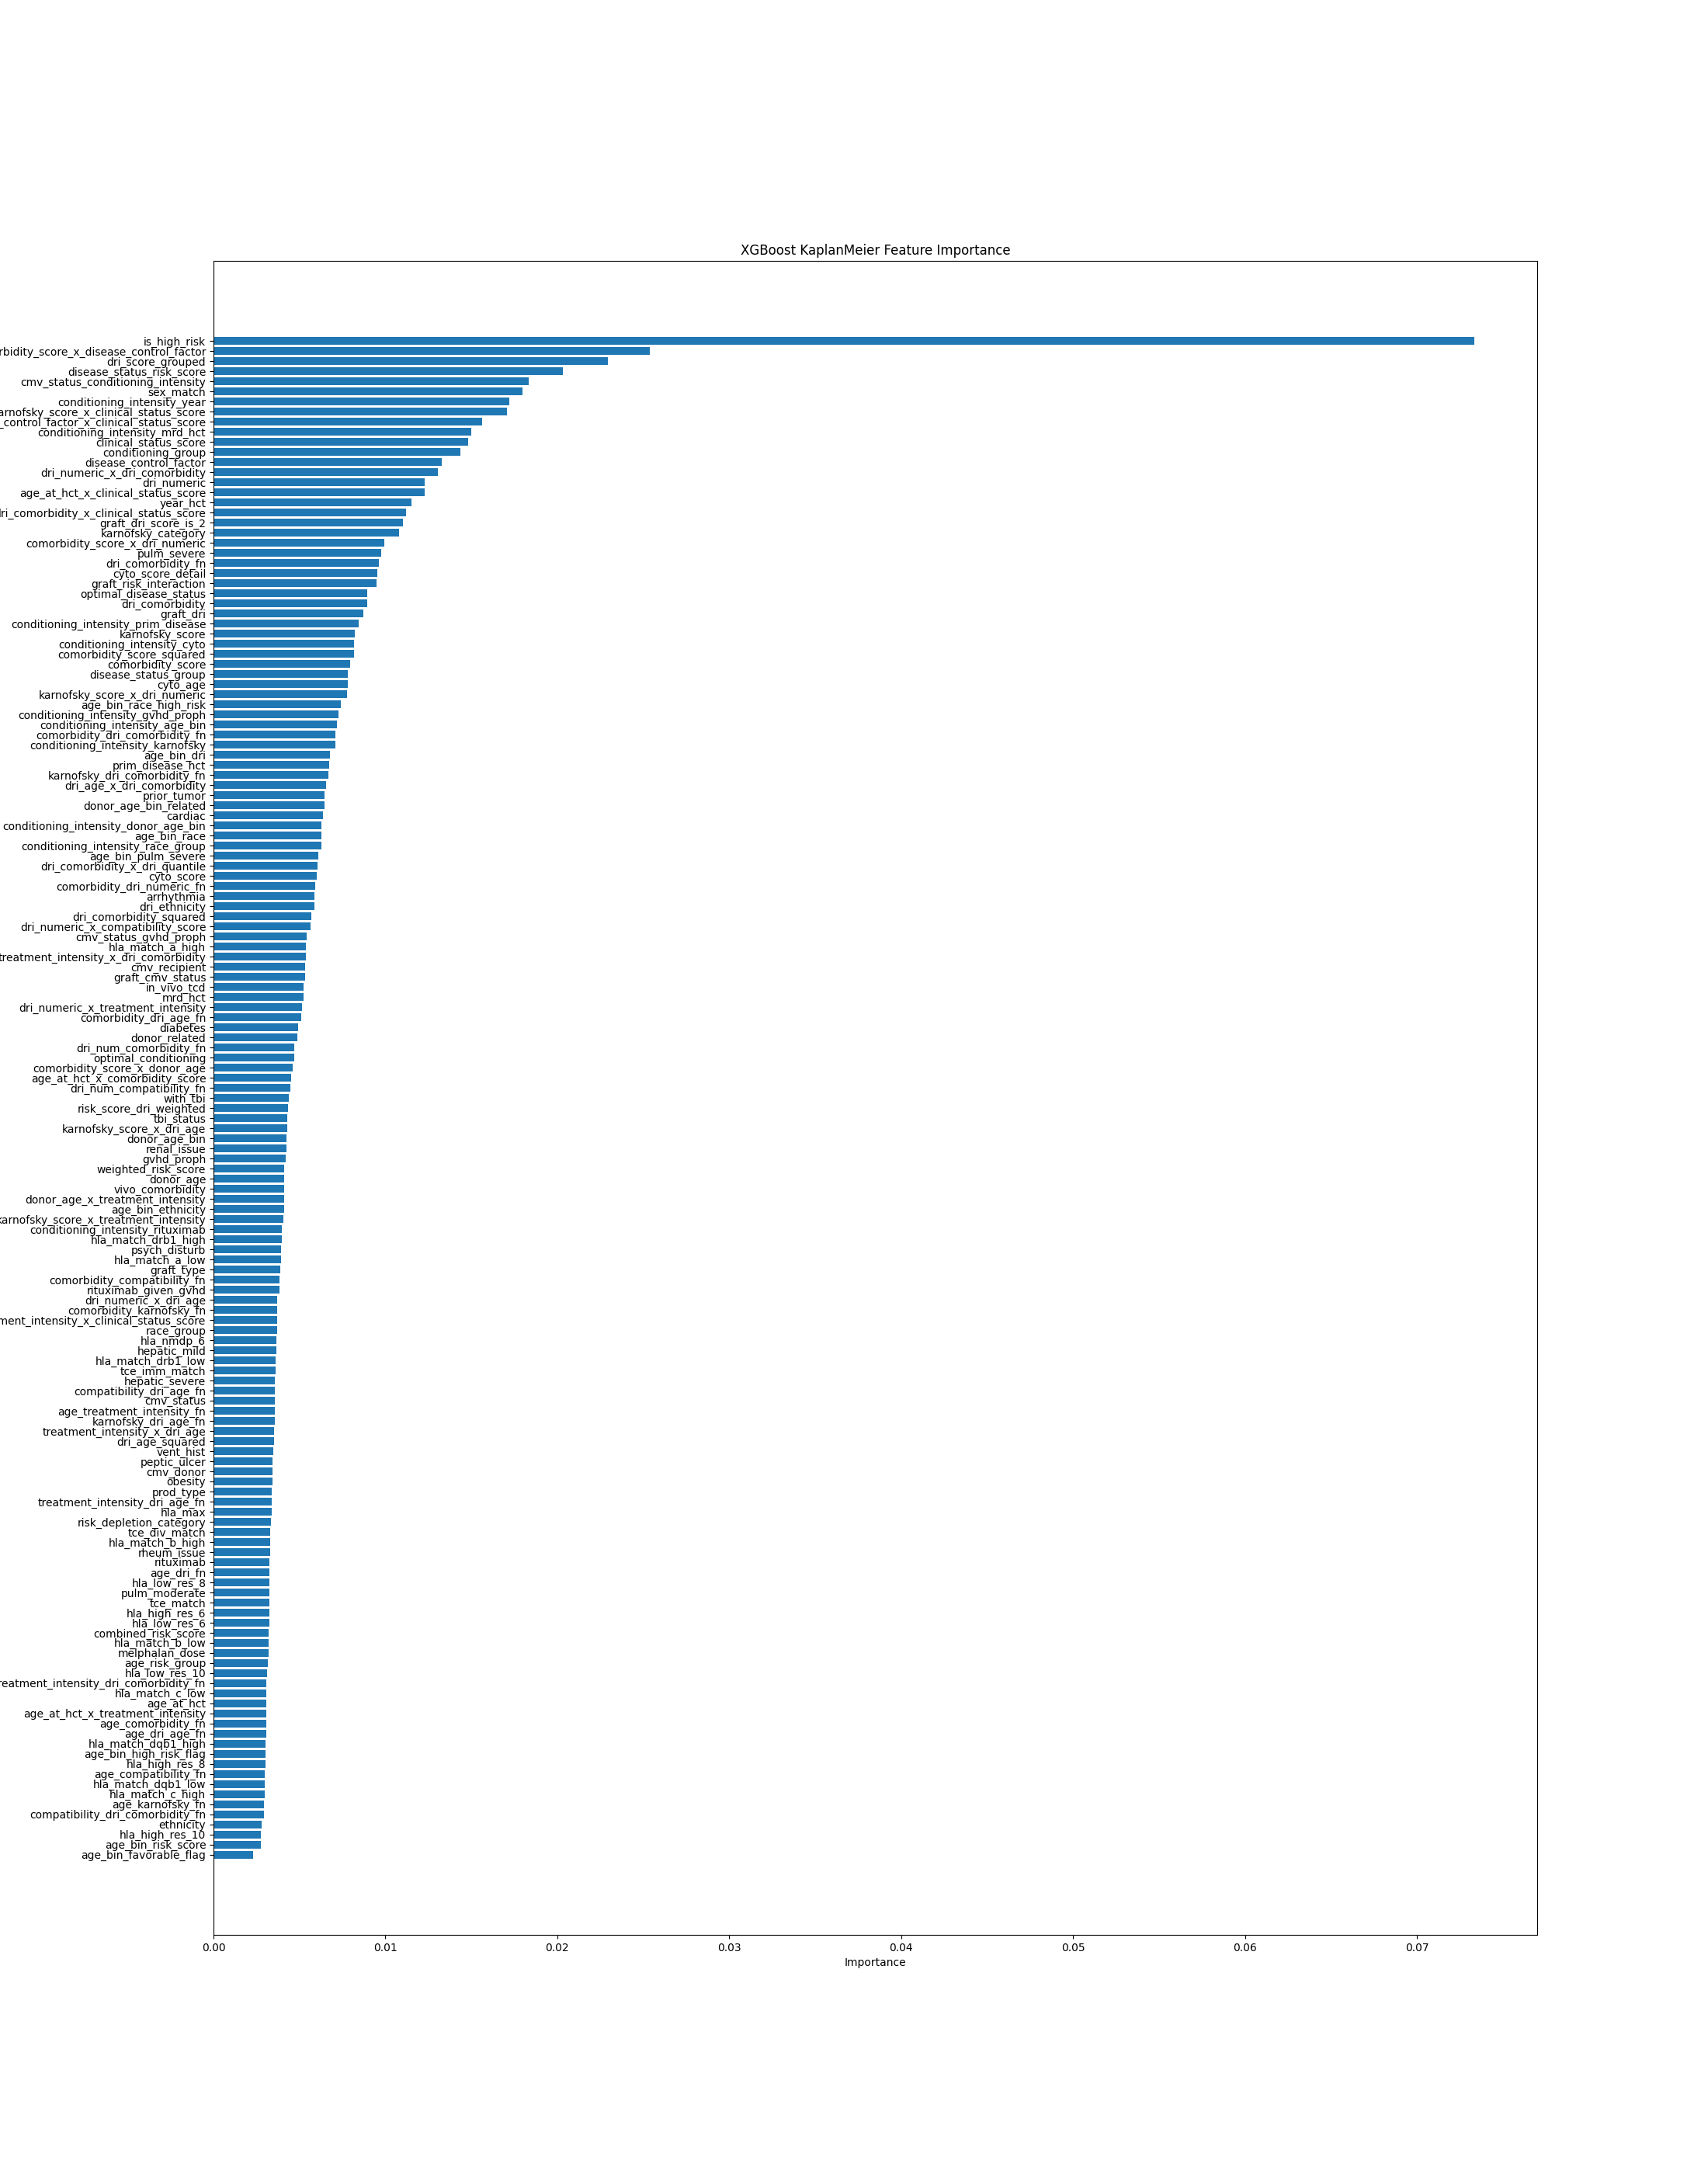 XGBoost KaplanMeier Feature Importance
is_high_risk
rbidity_score_x_disease_control_factor
dri_score_grouped
disease_status_risk_score
cmv_status_conditioning_intensity
sex_match
conditioning_intensity_year
arnofsky_score_x_clinical_status_score
_control_factor_x_clinical_status_score
conditioning_intensity_mrd_hct
clinical_status_score
conditioning_group
disease_control_factor
dri_numeric_x_dri_comorbidity
dri_numeric
age_at_hct_x_clinical_status_score
year_hct
dri_comorbidity_x_clinical_status_score
graft_dri_score_is_2
karnofsky_category
comorbidity_score_x_dri_numeric
pulm_severe
dri_comorbidity_fn
cyto_score_detail
graft_risk_interaction
optimal_disease_status
dri_comorbidity
graft_dri
conditioning_intensity_prim_disease
karnofsky_score
conditioning_intensity_cyto
comorbidity_score_squared
comorbidity_score
disease_status_group
cyto_age
karnofsky_score_x_dri_numeric
age_bin_race_high_risk
conditioning_intensity_gvhd_proph
conditioning_intensity_age_bin
comorbidity_dri_comorbidity_fn
conditioning_intensity_karnofsky
age_bin_dri
prim_disease_hct
karnofsky_dri_comorbidity_fn
dri_age_x_dri_comorbidity
prior_tumor
donor_age_bin_related
cardiac
conditioning_intensity_donor_age_bin
age_bin_race
conditioning_intensity_race_group
age_bin_pulm_severe
dri_comorbidity_x_dri_quantile
cyto_score
comorbidity_dri_numeric_fn
arrhythmia
dri_ethnicity
dri_comorbidity_squared
dri_numeric_x_compatibility_score
cmv_status_gvhd_proph
hla_match_a_high
treatment_intensity_x_dri_comorbidity
cmv_recipient
graft_cmv_status
in_vivo_tcd
mrd_hct
dri_numeric_x_treatment_intensity
comorbidity_dri_age_fn
diabetes
donor_related
dri_num_comorbidity_fn
optimal_conditioning
comorbidity_score_x_donor_age
age_at_hct_x_comorbidity_score
dri_num_compatibility_fn
with_tbi
risk_score_dri_weighted
tbi_status
karnofsky_score_x_dri_age
donor_age_bin
renal_issue
gvhd_proph
weighted_risk_score
donor_age
vivo_comorbidity
donor_age_x_treatment_intensity
age_bin_ethnicity
karnofsky_score_x_treatment_intensity
conditioning_intensity_rituximab
hla_match_drb1_high
psych_disturb
hla_match_a_low
graft_type
comorbidity_compatibility_fn
rituximab_given_gvhd
dri_numeric_x_dri_age
comorbidity_karnofsky_fn
ment_intensity_x_clinical_status_score
race_group
hla_nmdp_6
hepatic_mild
hla_match_drb1_low
tce_imm_match
hepatic_severe
compatibility_dri_age_fn
cmv_status
age_treatment_intensity_fn
karnofsky_dri_age_fn
treatment_intensity_x_dri_age
dri_age_squared
vent_hist
peptic_ulcer
cmv_donor
obesity
prod_type
treatment_intensity_dri_age_fn
hla_max
risk_depletion_category
tce_div_match
hla_match_b_high
rheum_issue
rituximab
age_dri_fn
hla_low_res_8
pulm_moderate
tce_match
hla_high_res_6
hla_low_res_6
combined_risk_score
hla_match_b_low
melphalan_dose
age_risk_group
hla_low_res_10
reatment_intensity_dri_comorbidity_fn
hla_match_c_low
age_at_hct
age_at_hct_x_treatment_intensity
age_comorbidity_fn
age_dri_age_fn
hla_match_dqb1_high
age_bin_high_risk_flag
hla_high_res_8
age_compatibility_fn
hla_match_dqb1_low
hla_match_c_high
age_karnofsky_fn
compatibility_dri_comorbidity_fn
ethnicity
hla_high_res_10
age_bin_risk_score
age_bin_favorable_flag
0.00 0.01 0.02 0.03 0.04 0.05 0.06 0.07
Importance